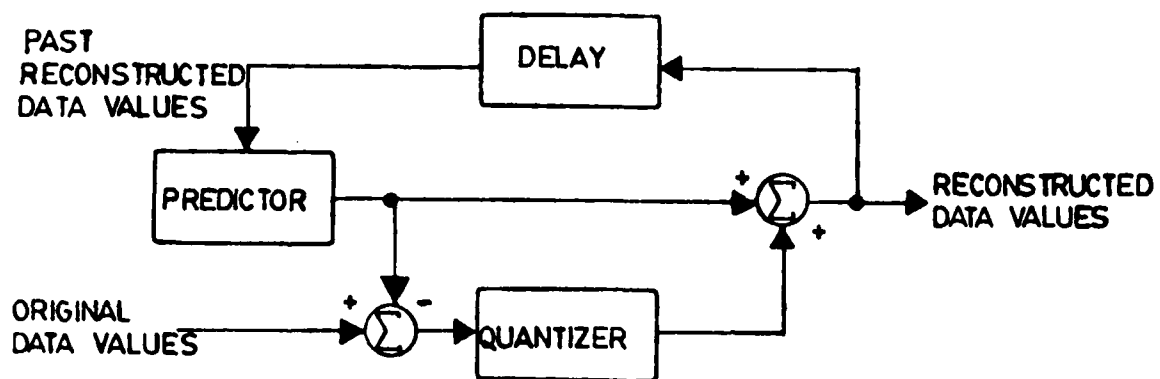 PAST
RECONSTRUCTED
DATA VALUES
DELAY
PREDICTOR
+
Σ
+
RECONSTRUCTED
DATA VALUES
ORIGINAL
DATA VALUES
+
-
Σ
QUANTIZER